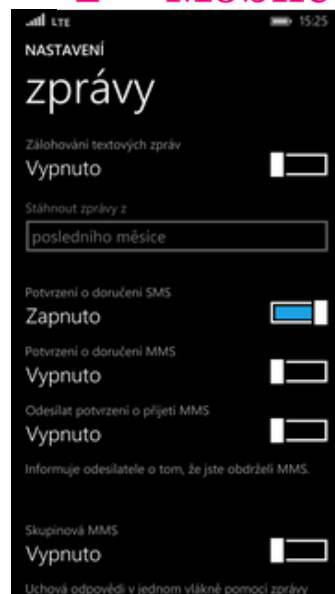 LTE 15:25
NASTAVENÍ
zprávy
Zálohování textových zpráv
Vypnuto
Stáhnout zprávy z
posledního měsíce
Potvrzení o doručení SMS
Zapnuto
Potvrzení o doručení MMS
Vypnuto
Odesílat potvrzení o přijetí MMS
Vypnuto
Informuje odesílatele o tom, že jste obdrželi MMS.
Skupinová MMS
Vypnuto
Uchová odpovědi v jednom vlákně pomocí zprávy